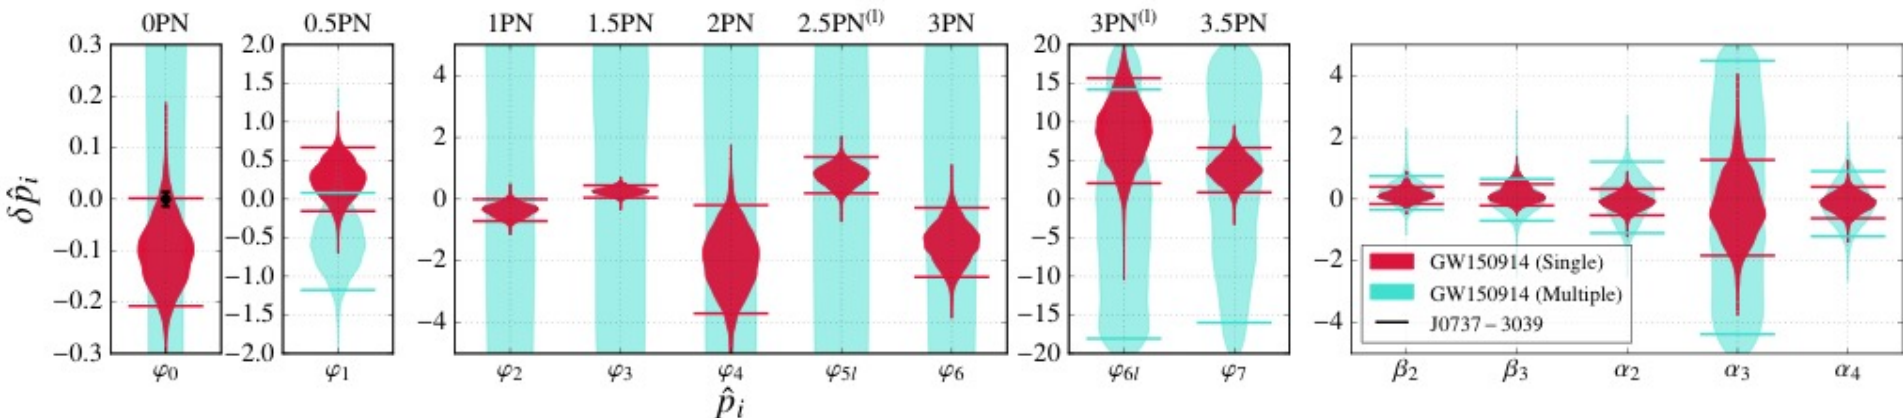 0PN 0.5PN 1PN 1.5PN 2PN 2.5PN⁽ˡ⁾ 3PN 3PN⁽ˡ⁾ 3.5PN
0.3 0.2 0.1 0.0 −0.1 −0.2 −0.3
2.0 1.5 1.0 0.5 0.0 −0.5 −1.0 −1.5 −2.0
4 2 0 −2 −4
20 15 10 5 0 −5 −10 −15 −20
4 2 0 −2 −4
δp̂ᵢ
GW150914 (Single)
GW150914 (Multiple)
J0737−3039
φ₀ φ₁ φ₂ φ₃ φ₄ φ₅ₗ φ₆ φ₆ₗ φ₇ β₂ β₃ α₂ α₃ α₄
p̂ᵢ